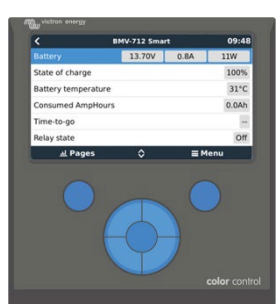 victron energy
< BMV-712 Smart 09:48
Battery 13.70V 0.8A 11W
State of charge 100%
Battery temperature 31°C
Consumed AmpHours 0.0Ah
Time-to-go --
Relay state Off
Pages Menu
color control